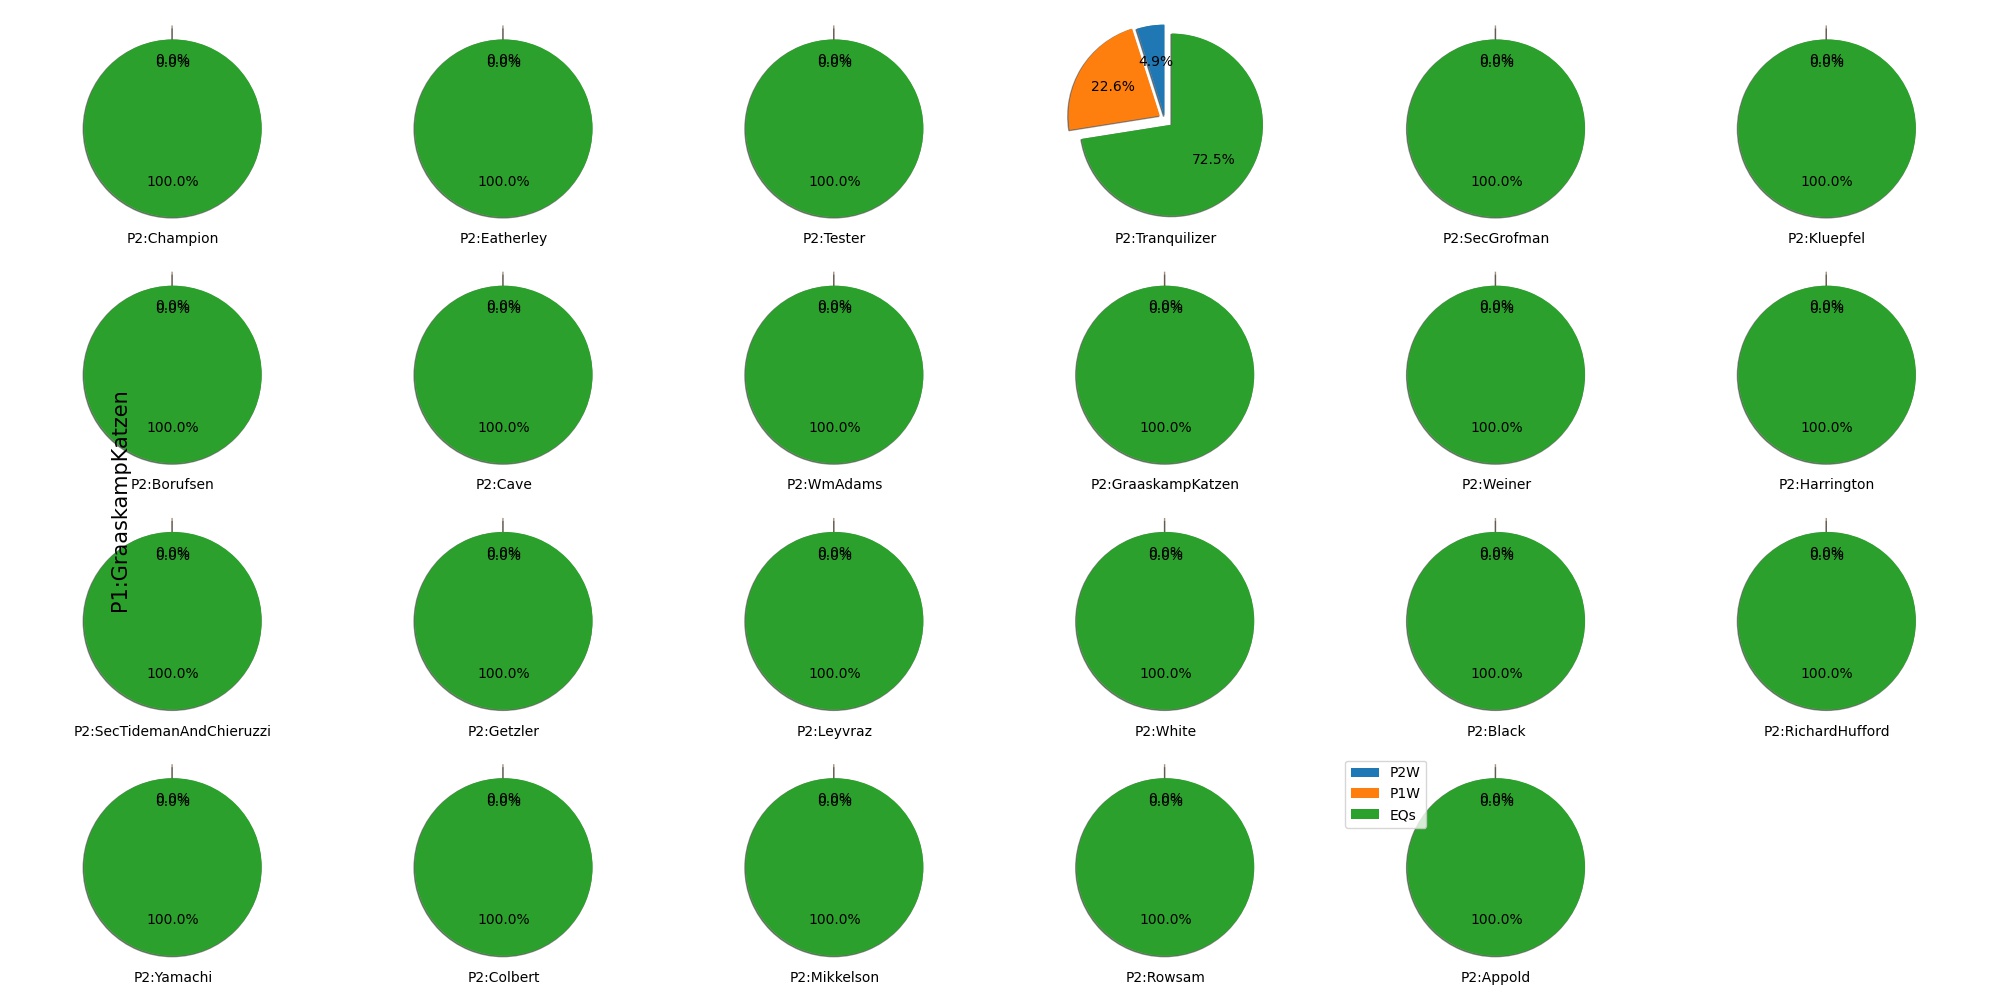 0.0%
0.0%
100.0%
P2:Champion
0.0%
0.0%
100.0%
P2:Eatherley
0.0%
0.0%
100.0%
P2:Tester
4.9%
22.6%
72.5%
P2:Tranquilizer
0.0%
0.0%
100.0%
P2:SecGrofman
0.0%
0.0%
100.0%
P2:Kluepfel
P1:GraaskampKatzen
0.0%
0.0%
100.0%
P2:Borufsen
0.0%
0.0%
100.0%
P2:Cave
0.0%
0.0%
100.0%
P2:WmAdams
0.0%
0.0%
100.0%
P2:GraaskampKatzen
0.0%
0.0%
100.0%
P2:Weiner
0.0%
0.0%
100.0%
P2:Harrington
0.0%
0.0%
100.0%
P2:SecTidemanAndChieruzzi
0.0%
0.0%
100.0%
P2:Getzler
0.0%
0.0%
100.0%
P2:Leyvraz
0.0%
0.0%
100.0%
P2:White
0.0%
0.0%
100.0%
P2:Black
0.0%
0.0%
100.0%
P2:RichardHufford
0.0%
0.0%
100.0%
P2:Yamachi
0.0%
0.0%
100.0%
P2:Colbert
0.0%
0.0%
100.0%
P2:Mikkelson
0.0%
0.0%
100.0%
P2:Rowsam
P2W
P1W
EQs
0.0%
0.0%
100.0%
P2:Appold